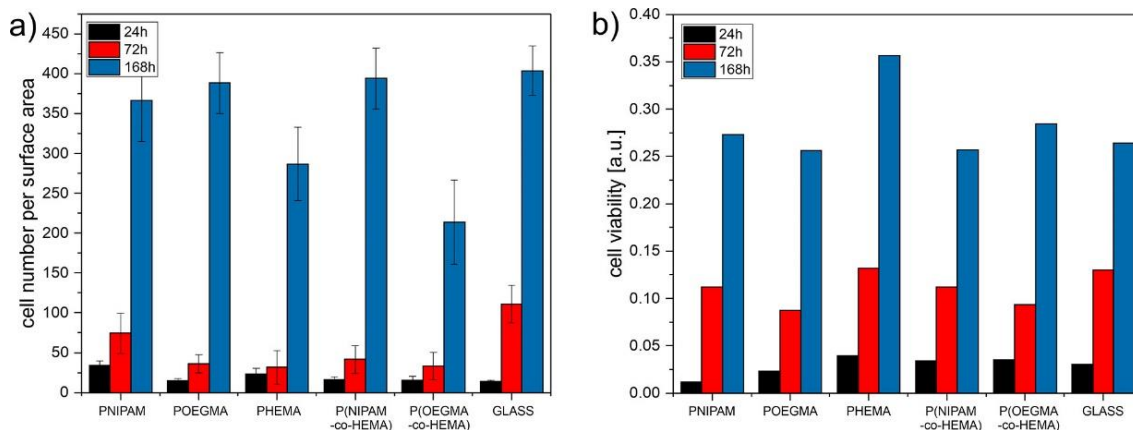 a)
24h
72h
168h
cell number per surface area
450
400
350
300
250
200
150
100
50
0
PNIPAM
POEGMA
PHEMA
P(NIPAM
-co-HEMA)
P(OEGMA
-co-HEMA)
GLASS
b)
24h
72h
168h
cell viability [a.u.]
0.40
0.35
0.30
0.25
0.20
0.15
0.10
0.05
0.00
PNIPAM
POEGMA
PHEMA
P(NIPAM
-co-HEMA)
P(OEGMA
-co-HEMA)
GLASS